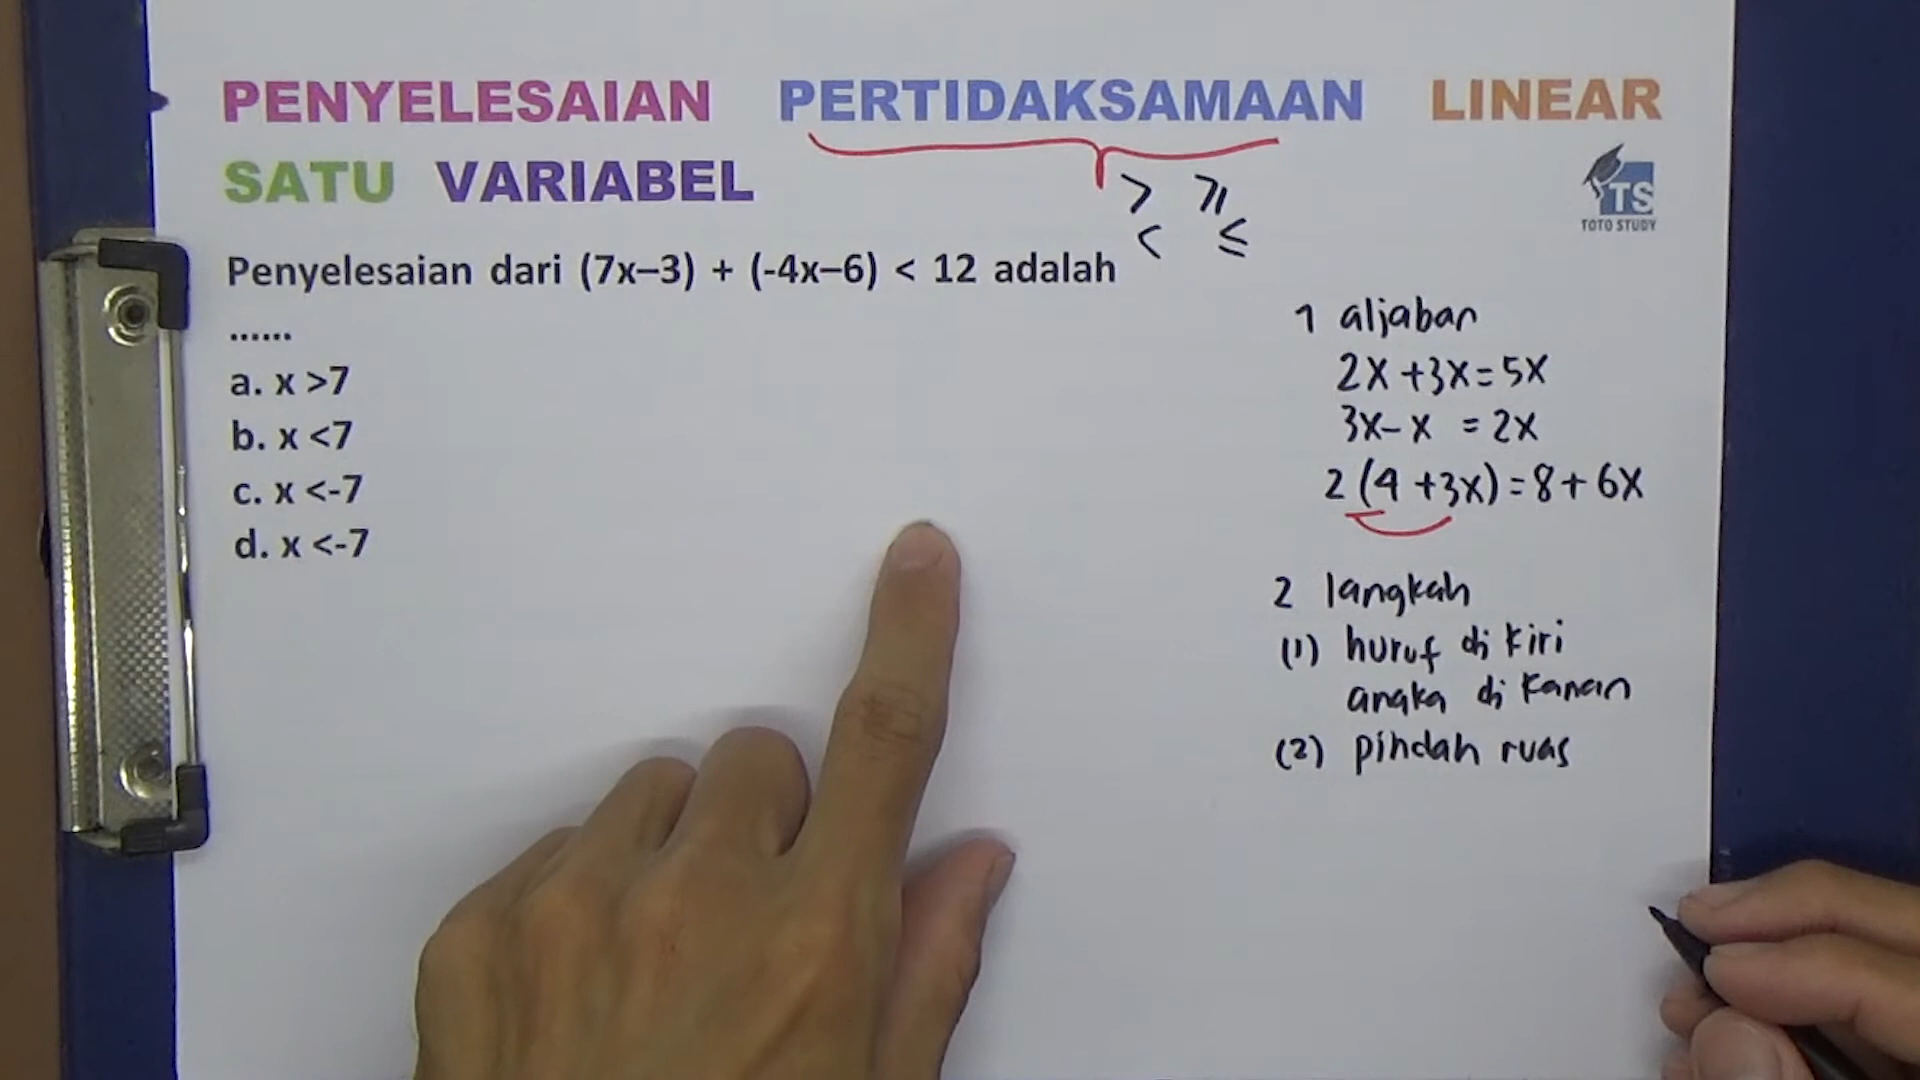 PENYELESAIAN PERTIDAKSAMAAN LINEAR
SATU VARIABEL
> ≥
< ≤
TS
TOTO STUDY
Penyelesaian dari (7x–3) + (-4x–6) < 12 adalah
......
a. x >7
b. x <7
c. x <-7
d. x <-7
1 aljabar
2x +3x = 5x
3x - x = 2x
2 (4 +3x) = 8 + 6x
2 langkah
(1) huruf di kiri
angka di kanan
(2) pindah ruas